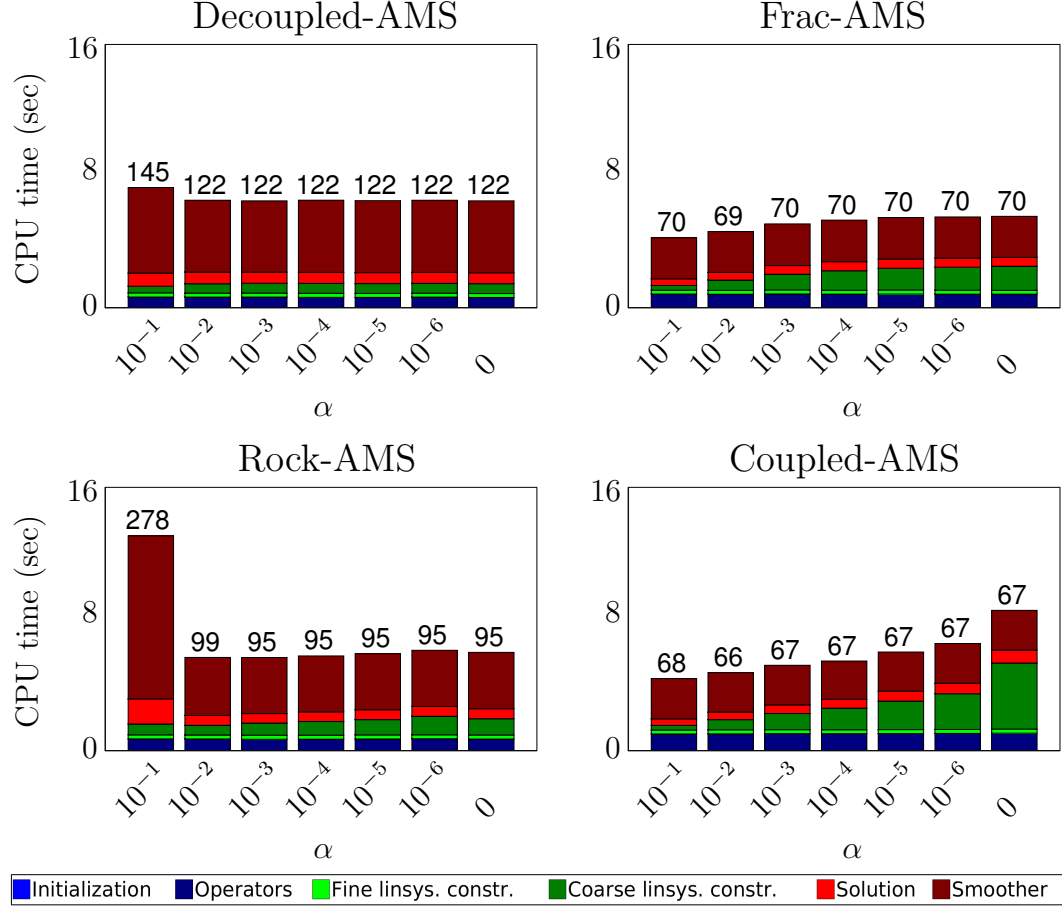 Decoupled-AMS
Frac-AMS
16
8
0
CPU time (sec)
145 122 122 122 122 122 122
10⁻¹ 10⁻² 10⁻³ 10⁻⁴ 10⁻⁵ 10⁻⁶ 0
α
16
8
0
70 69 70 70 70 70 70
10⁻¹ 10⁻² 10⁻³ 10⁻⁴ 10⁻⁵ 10⁻⁶ 0
α
Rock-AMS
Coupled-AMS
16
8
0
CPU time (sec)
278 99 95 95 95 95 95
10⁻¹ 10⁻² 10⁻³ 10⁻⁴ 10⁻⁵ 10⁻⁶ 0
α
16
8
0
68 66 67 67 67 67 67
10⁻¹ 10⁻² 10⁻³ 10⁻⁴ 10⁻⁵ 10⁻⁶ 0
α
Initialization Operators Fine linsys. constr. Coarse linsys. constr. Solution Smoother